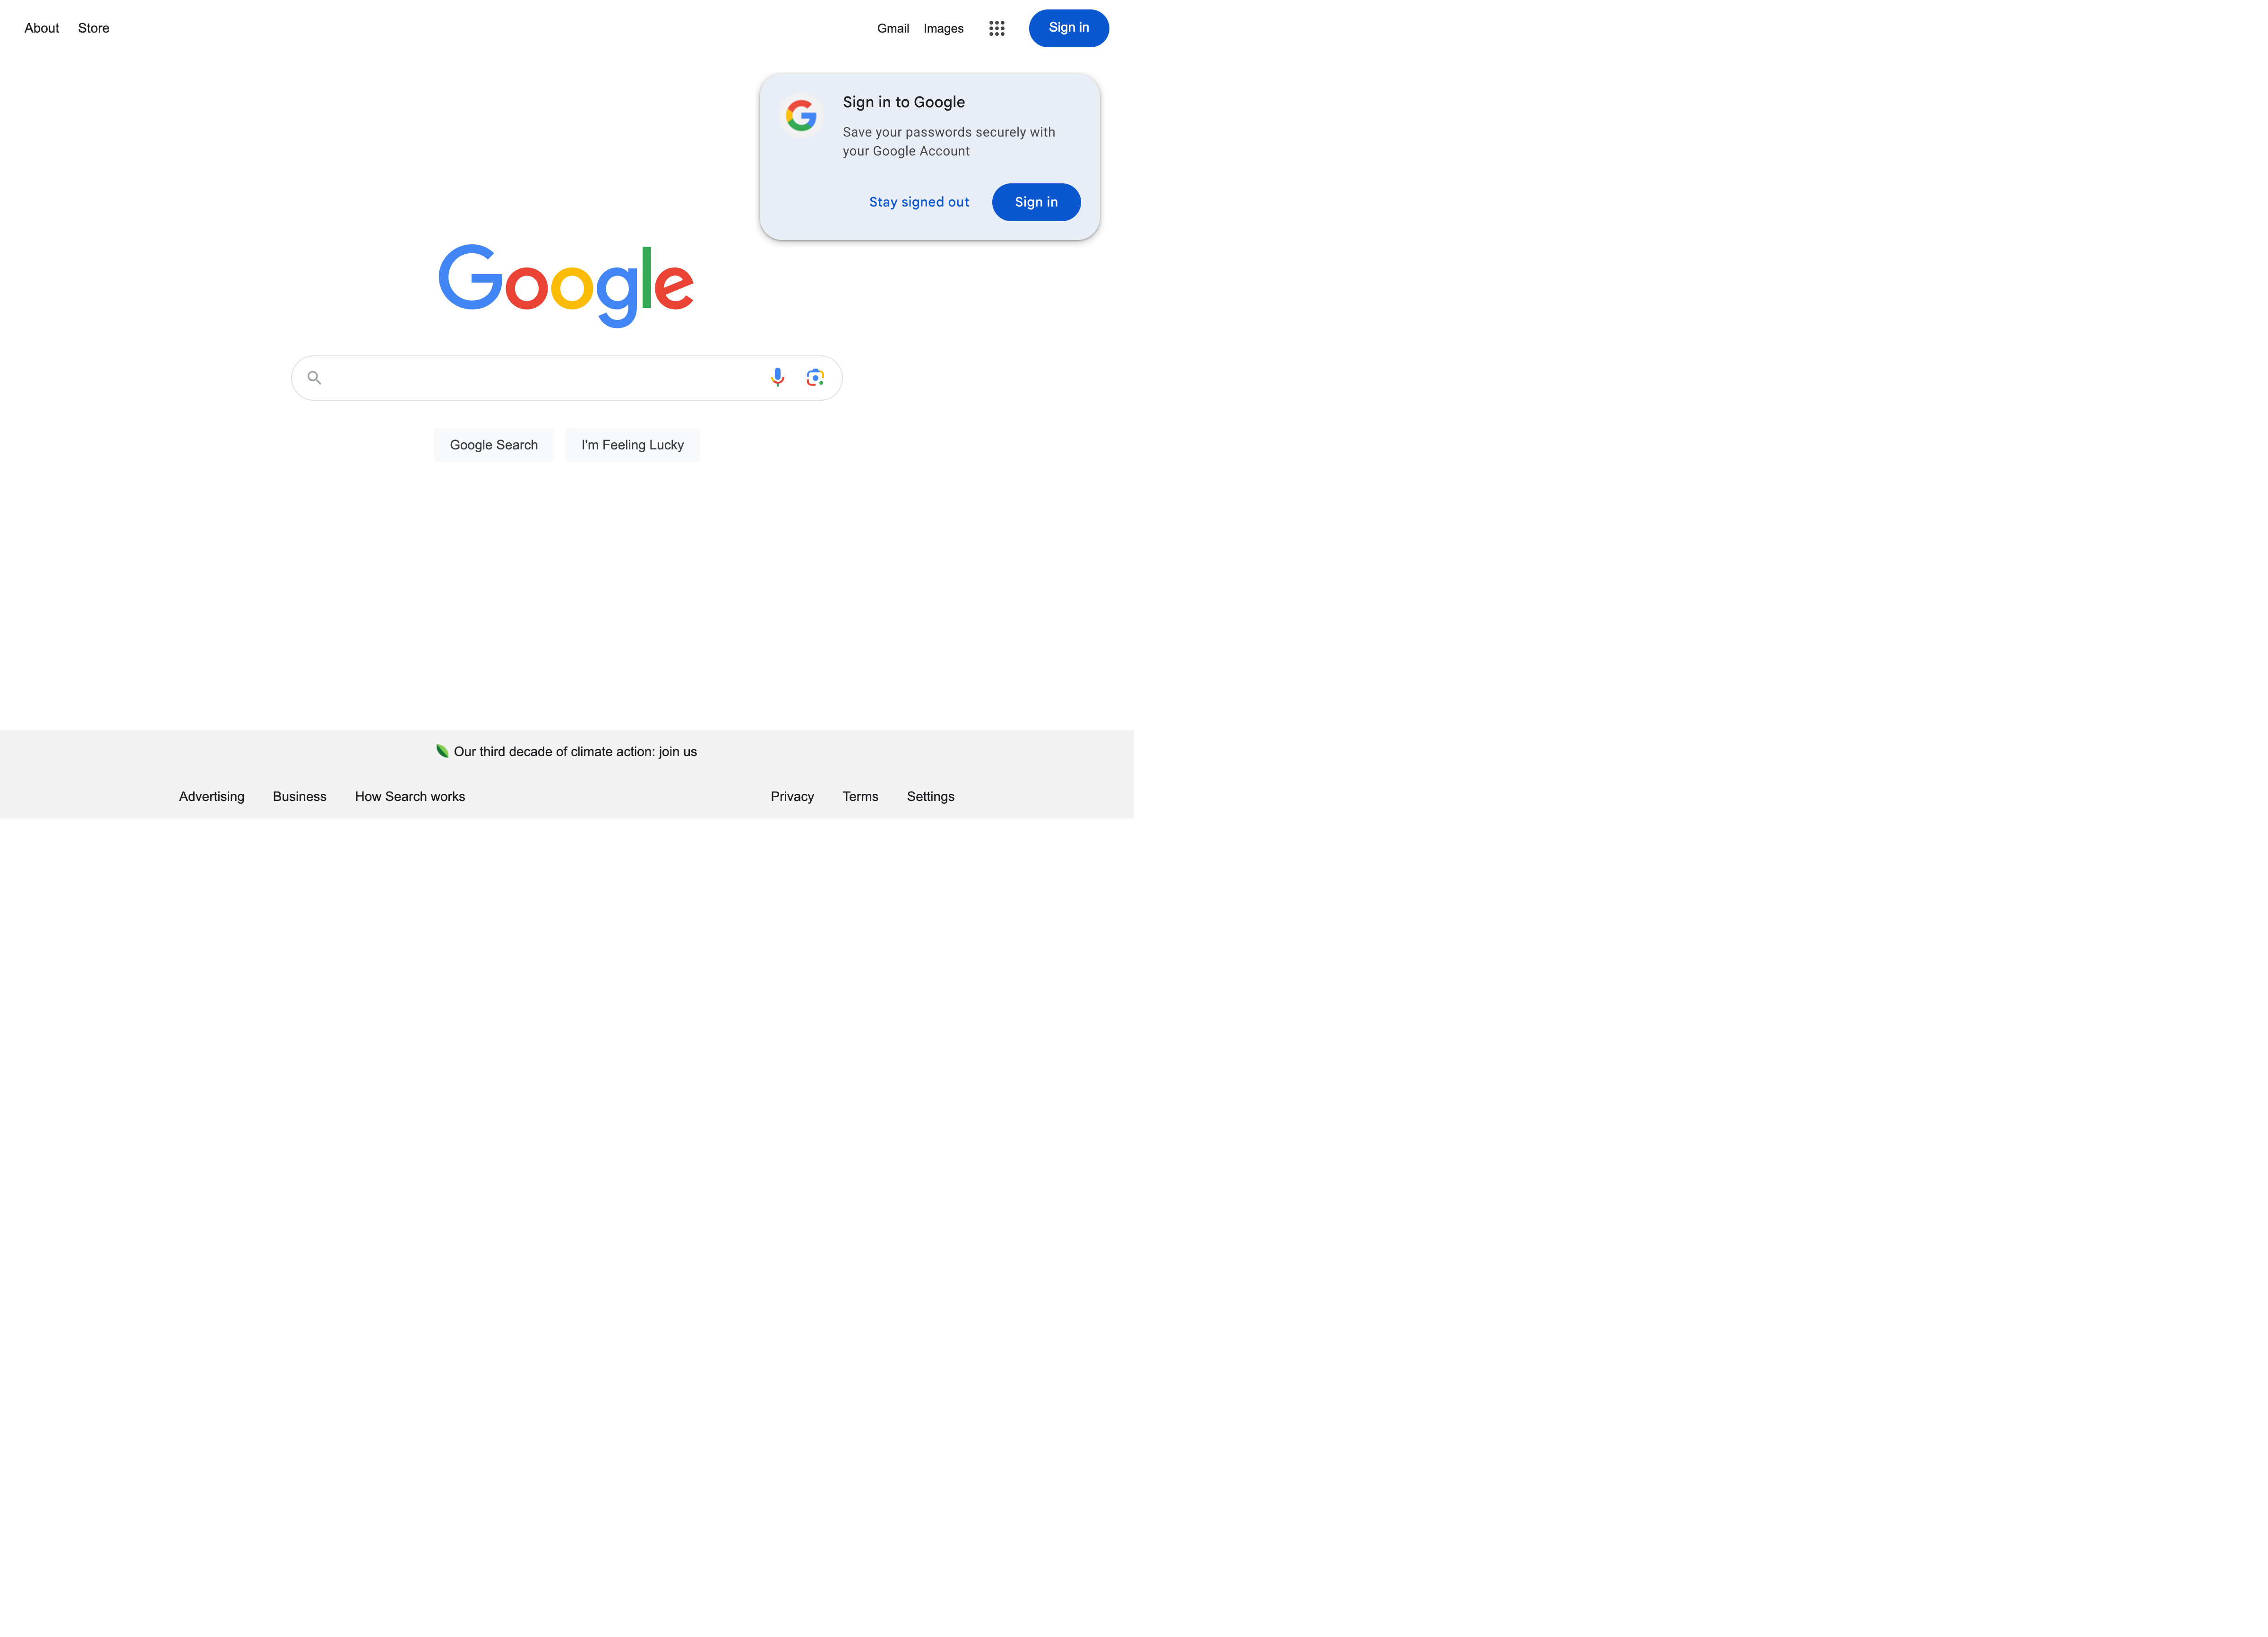 About Store Gmail Images Sign in
Sign in to Google
Save your passwords securely with
your Google Account
Stay signed out Sign in
Google
Google Search I'm Feeling Lucky
Our third decade of climate action: join us
Advertising Business How Search works Privacy Terms Settings